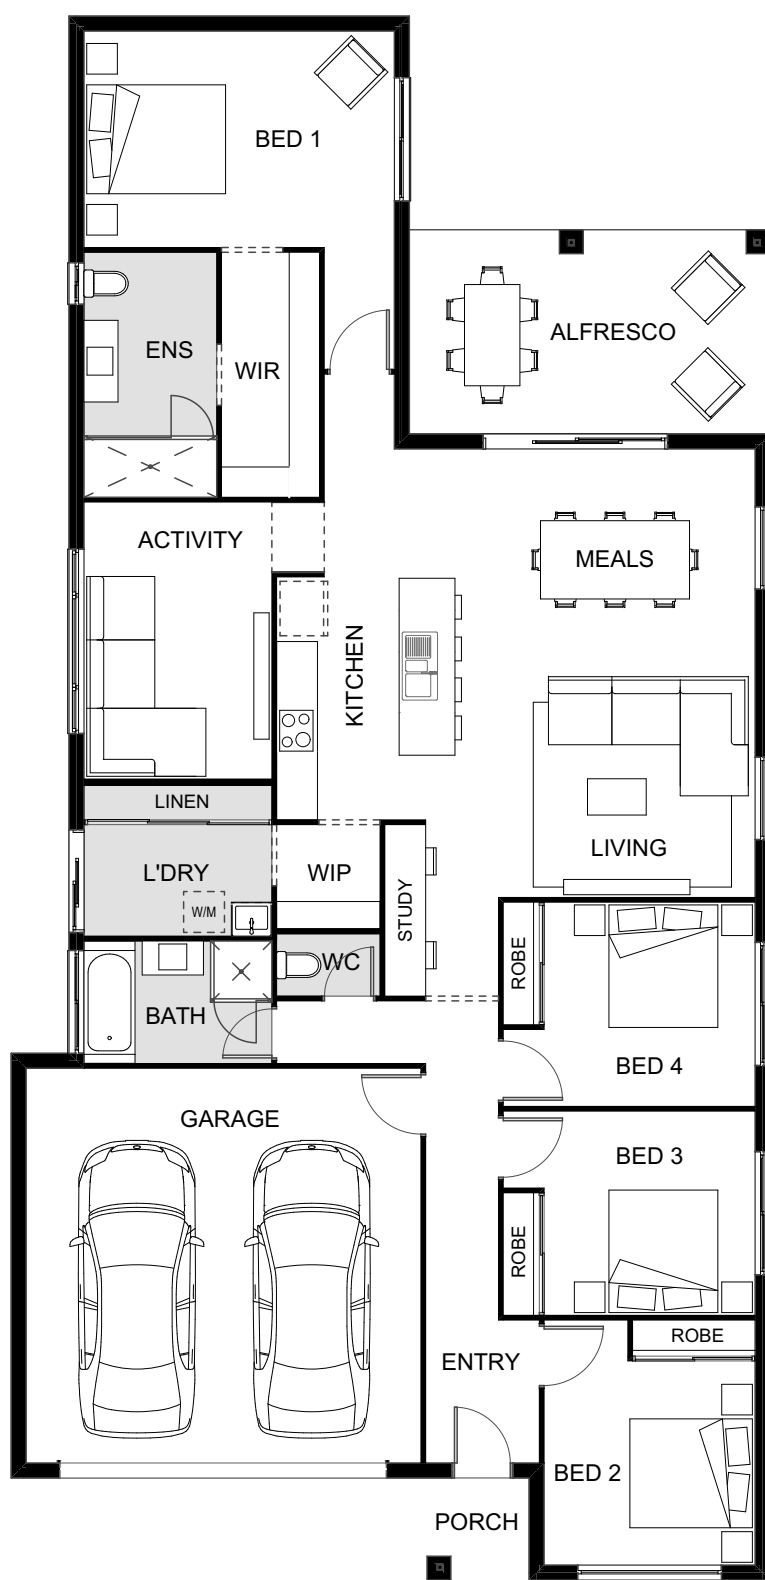 BED 1
ENS
WIR
ALFRESCO
ACTIVITY
MEALS
KITCHEN
LINEN
LIVING
L'DRY
WIP
W/M
STUDY
WC
ROBE
BATH
BED 4
GARAGE
BED 3
ROBE
ROBE
ENTRY
BED 2
PORCH